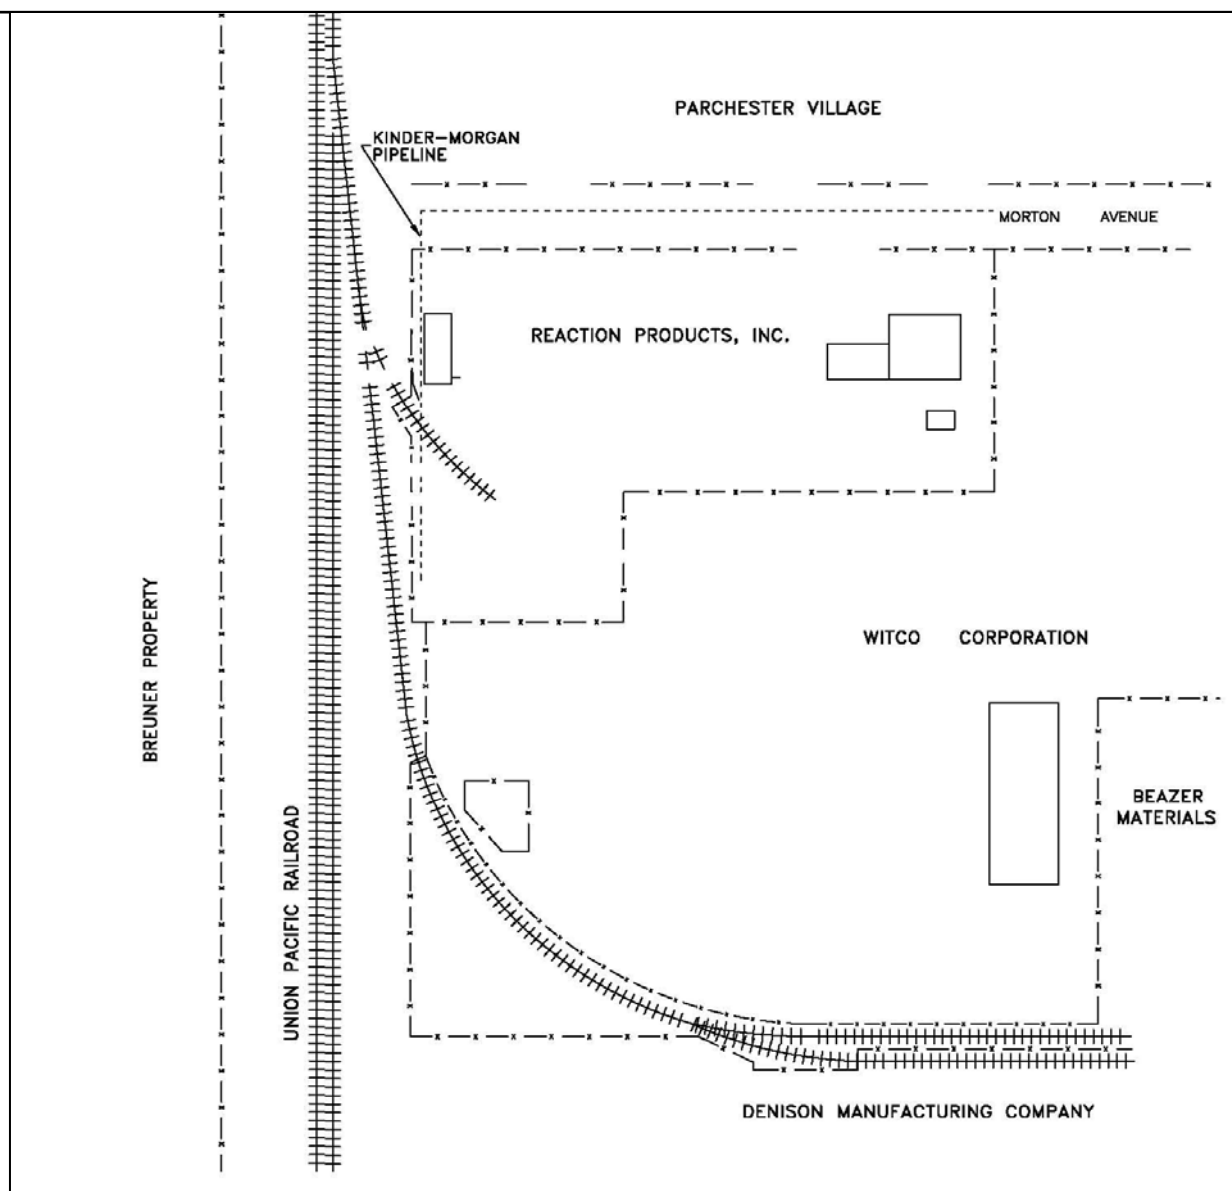 PARCHESTER VILLAGE
KINDER-MORGAN
PIPELINE
MORTON AVENUE
REACTION PRODUCTS, INC.
BREUNER PROPERTY
WITCO CORPORATION
UNION PACIFIC RAILROAD
BEAZER
MATERIALS
DENISON MANUFACTURING COMPANY